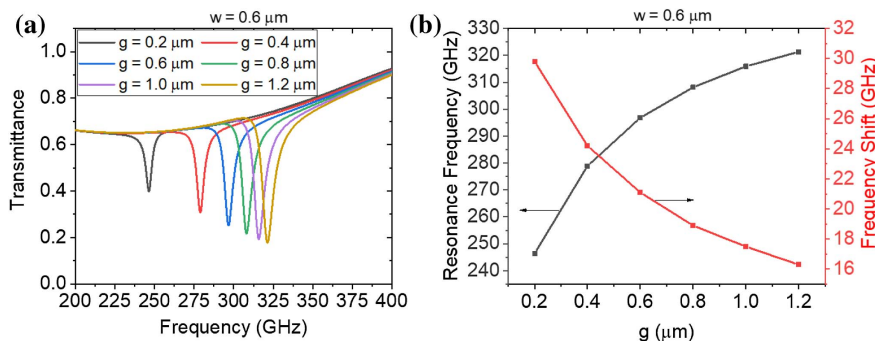 (a)
w = 0.6 μm
g = 0.2 μm g = 0.4 μm
g = 0.6 μm g = 0.8 μm
g = 1.0 μm g = 1.2 μm
Transmittance
1.0
0.8
0.6
0.4
0.2
0.0
200 225 250 275 300 325 350 375 400
Frequency (GHz)
(b)
w = 0.6 μm
Resonance Frequency (GHz)
330
320
310
300
290
280
270
260
250
240
32
30
28
26
24
22
20
18
16
Frequency Shift (GHz)
0.2 0.4 0.6 0.8 1.0 1.2
g (μm)